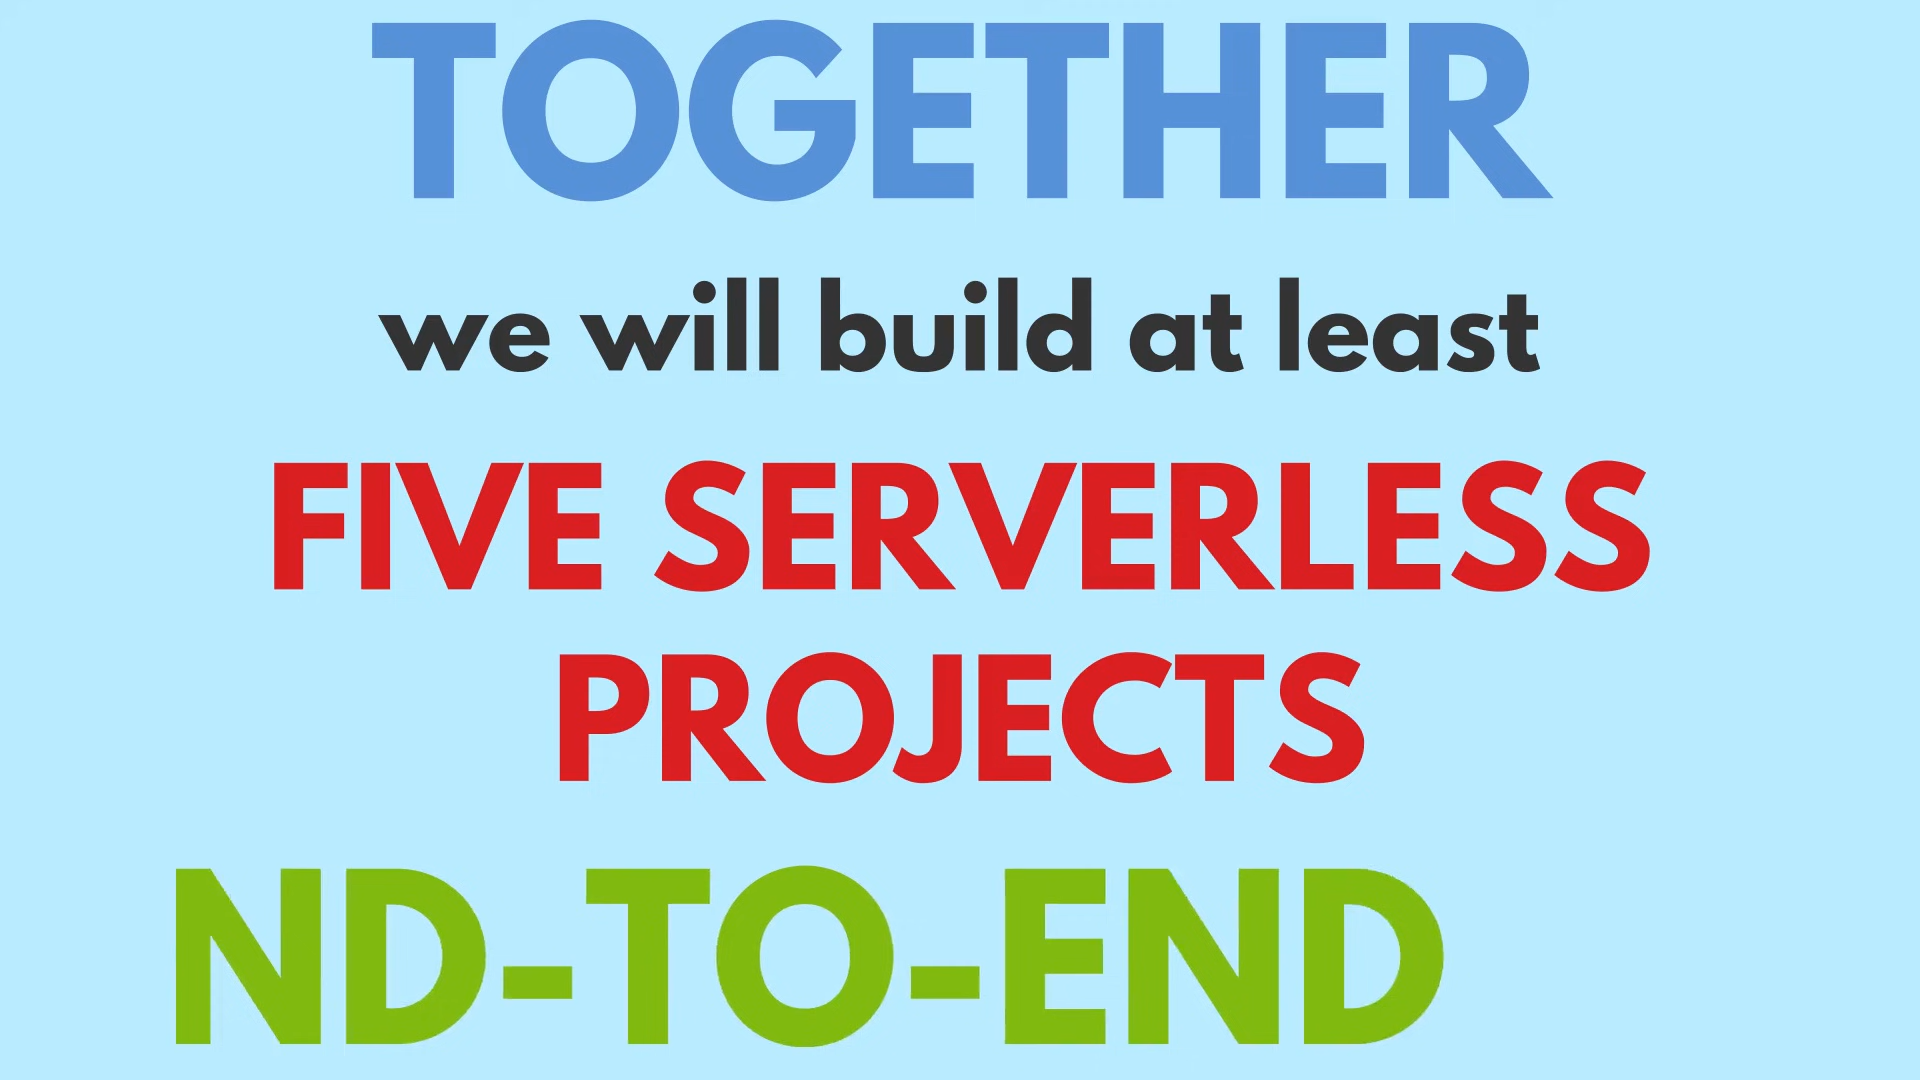 TOGETHER
we will build at least
FIVE SERVERLESS
PROJECTS
ND-TO-END